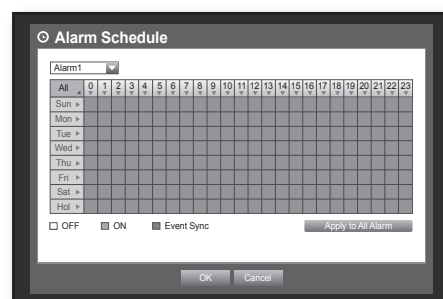 Alarm Schedule
Alarm1
All 0 1 2 3 4 5 6 7 8 9 10 11 12 13 14 15 16 17 18 19 20 21 22 23
Sun
Mon
Tue
Wed
Thu
Fri
Sat
Hol
OFF ON Event Sync Apply to All Alarm
OK Cancel